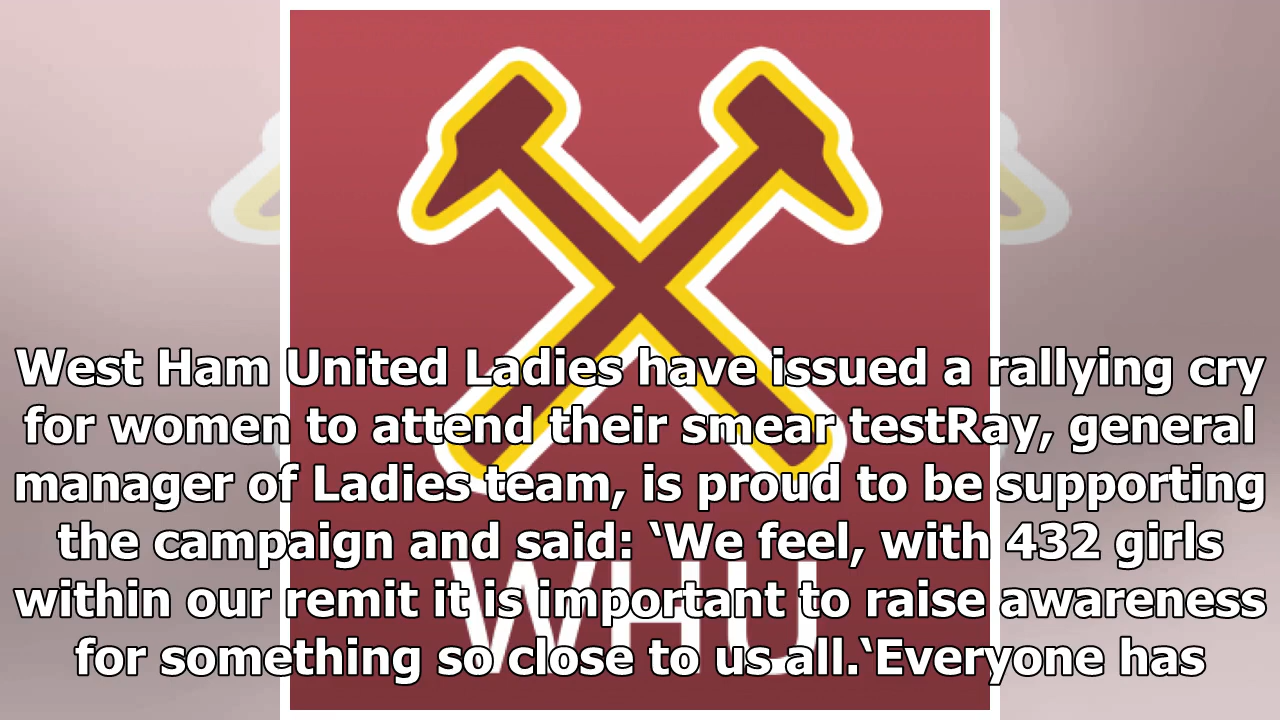 West Ham United Ladies have issued a rallying cry
for women to attend their smear testRay, general
manager of Ladies team, is proud to be supporting
the campaign and said: ‘We feel, with 432 girls
within our remit it is important to raise awareness
for something so close to us all.‘Everyone has
WHU